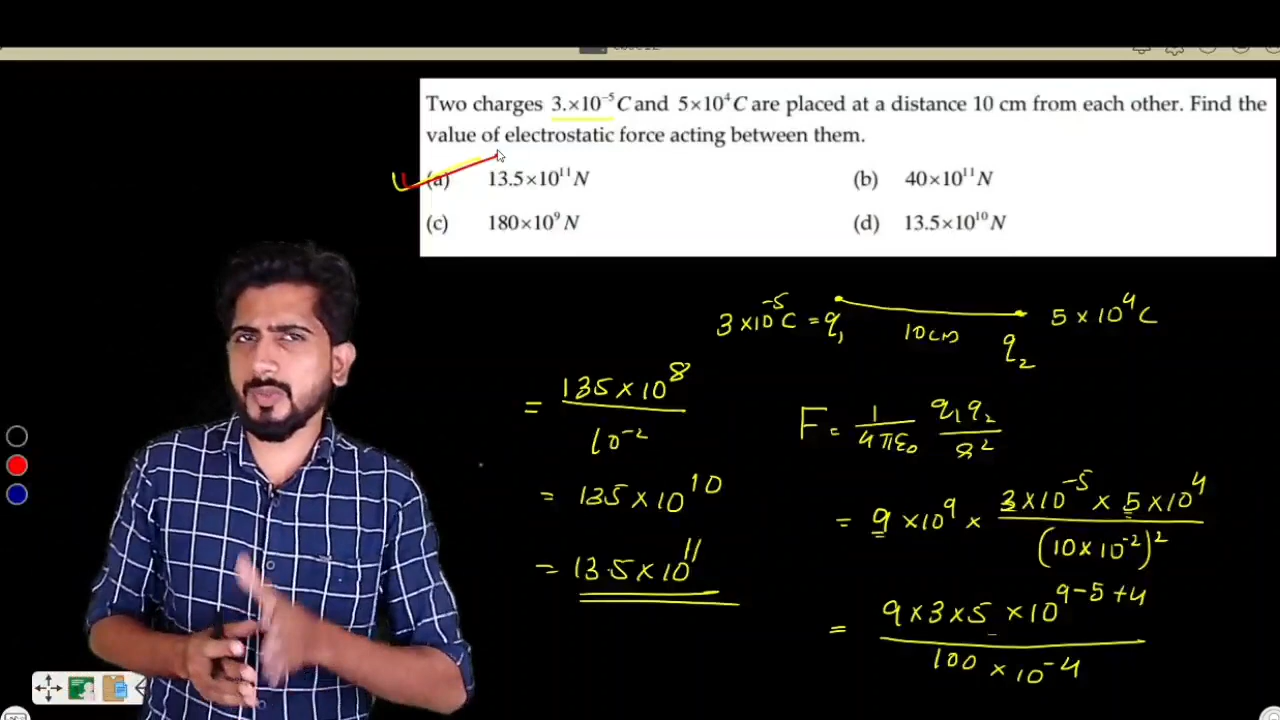 Two charges 3.×10⁻⁵ C and 5×10⁴ C are placed at a distance 10 cm from each other. Find the
value of electrostatic force acting between them.
(a) 13.5×10¹¹ N (b) 40×10¹¹ N
(c) 180×10⁹ N (d) 13.5×10¹⁰ N
3×10⁻⁵ C = q₁ 10cm q₂ 5×10⁴ C
F = 1/4πε₀ q₁q₂/r²
= 9×10⁹ × 3×10⁻⁵ × 5×10⁴/(10×10⁻²)²
= 9×3×5 ×10⁹⁻⁵⁺⁴/100 × 10⁻⁴
= 135×10⁸/10⁻²
= 135×10¹⁰
= 13.5×10¹¹